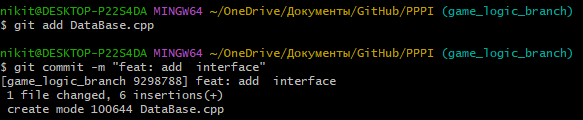 nikit@DESKTOP-P22S4DA MINGW64 ~/OneDrive/Документы/GitHub/PPPI (game_logic_branch)
$ git add DataBase.cpp
nikit@DESKTOP-P22S4DA MINGW64 ~/OneDrive/Документы/GitHub/PPPI (game_logic_branch)
$ git commit -m "feat: add  interface"
[game_logic_branch 9298788] feat: add  interface
 1 file changed, 6 insertions(+)
 create mode 100644 DataBase.cpp